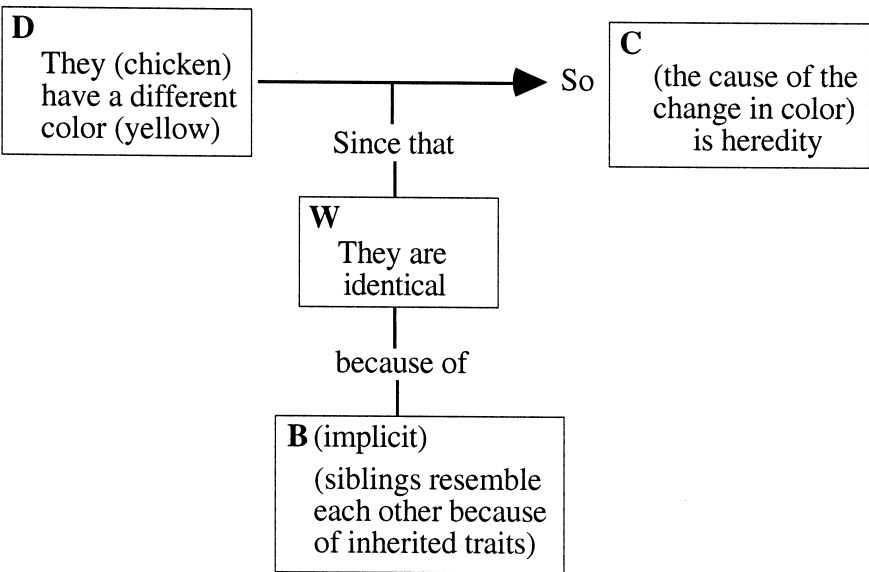 D
They (chicken)
have a different
color (yellow)
So
C
(the cause of the
change in color)
is heredity
Since that
W
They are
identical
because of
B (implicit)
(siblings resemble
each other because
of inherited traits)